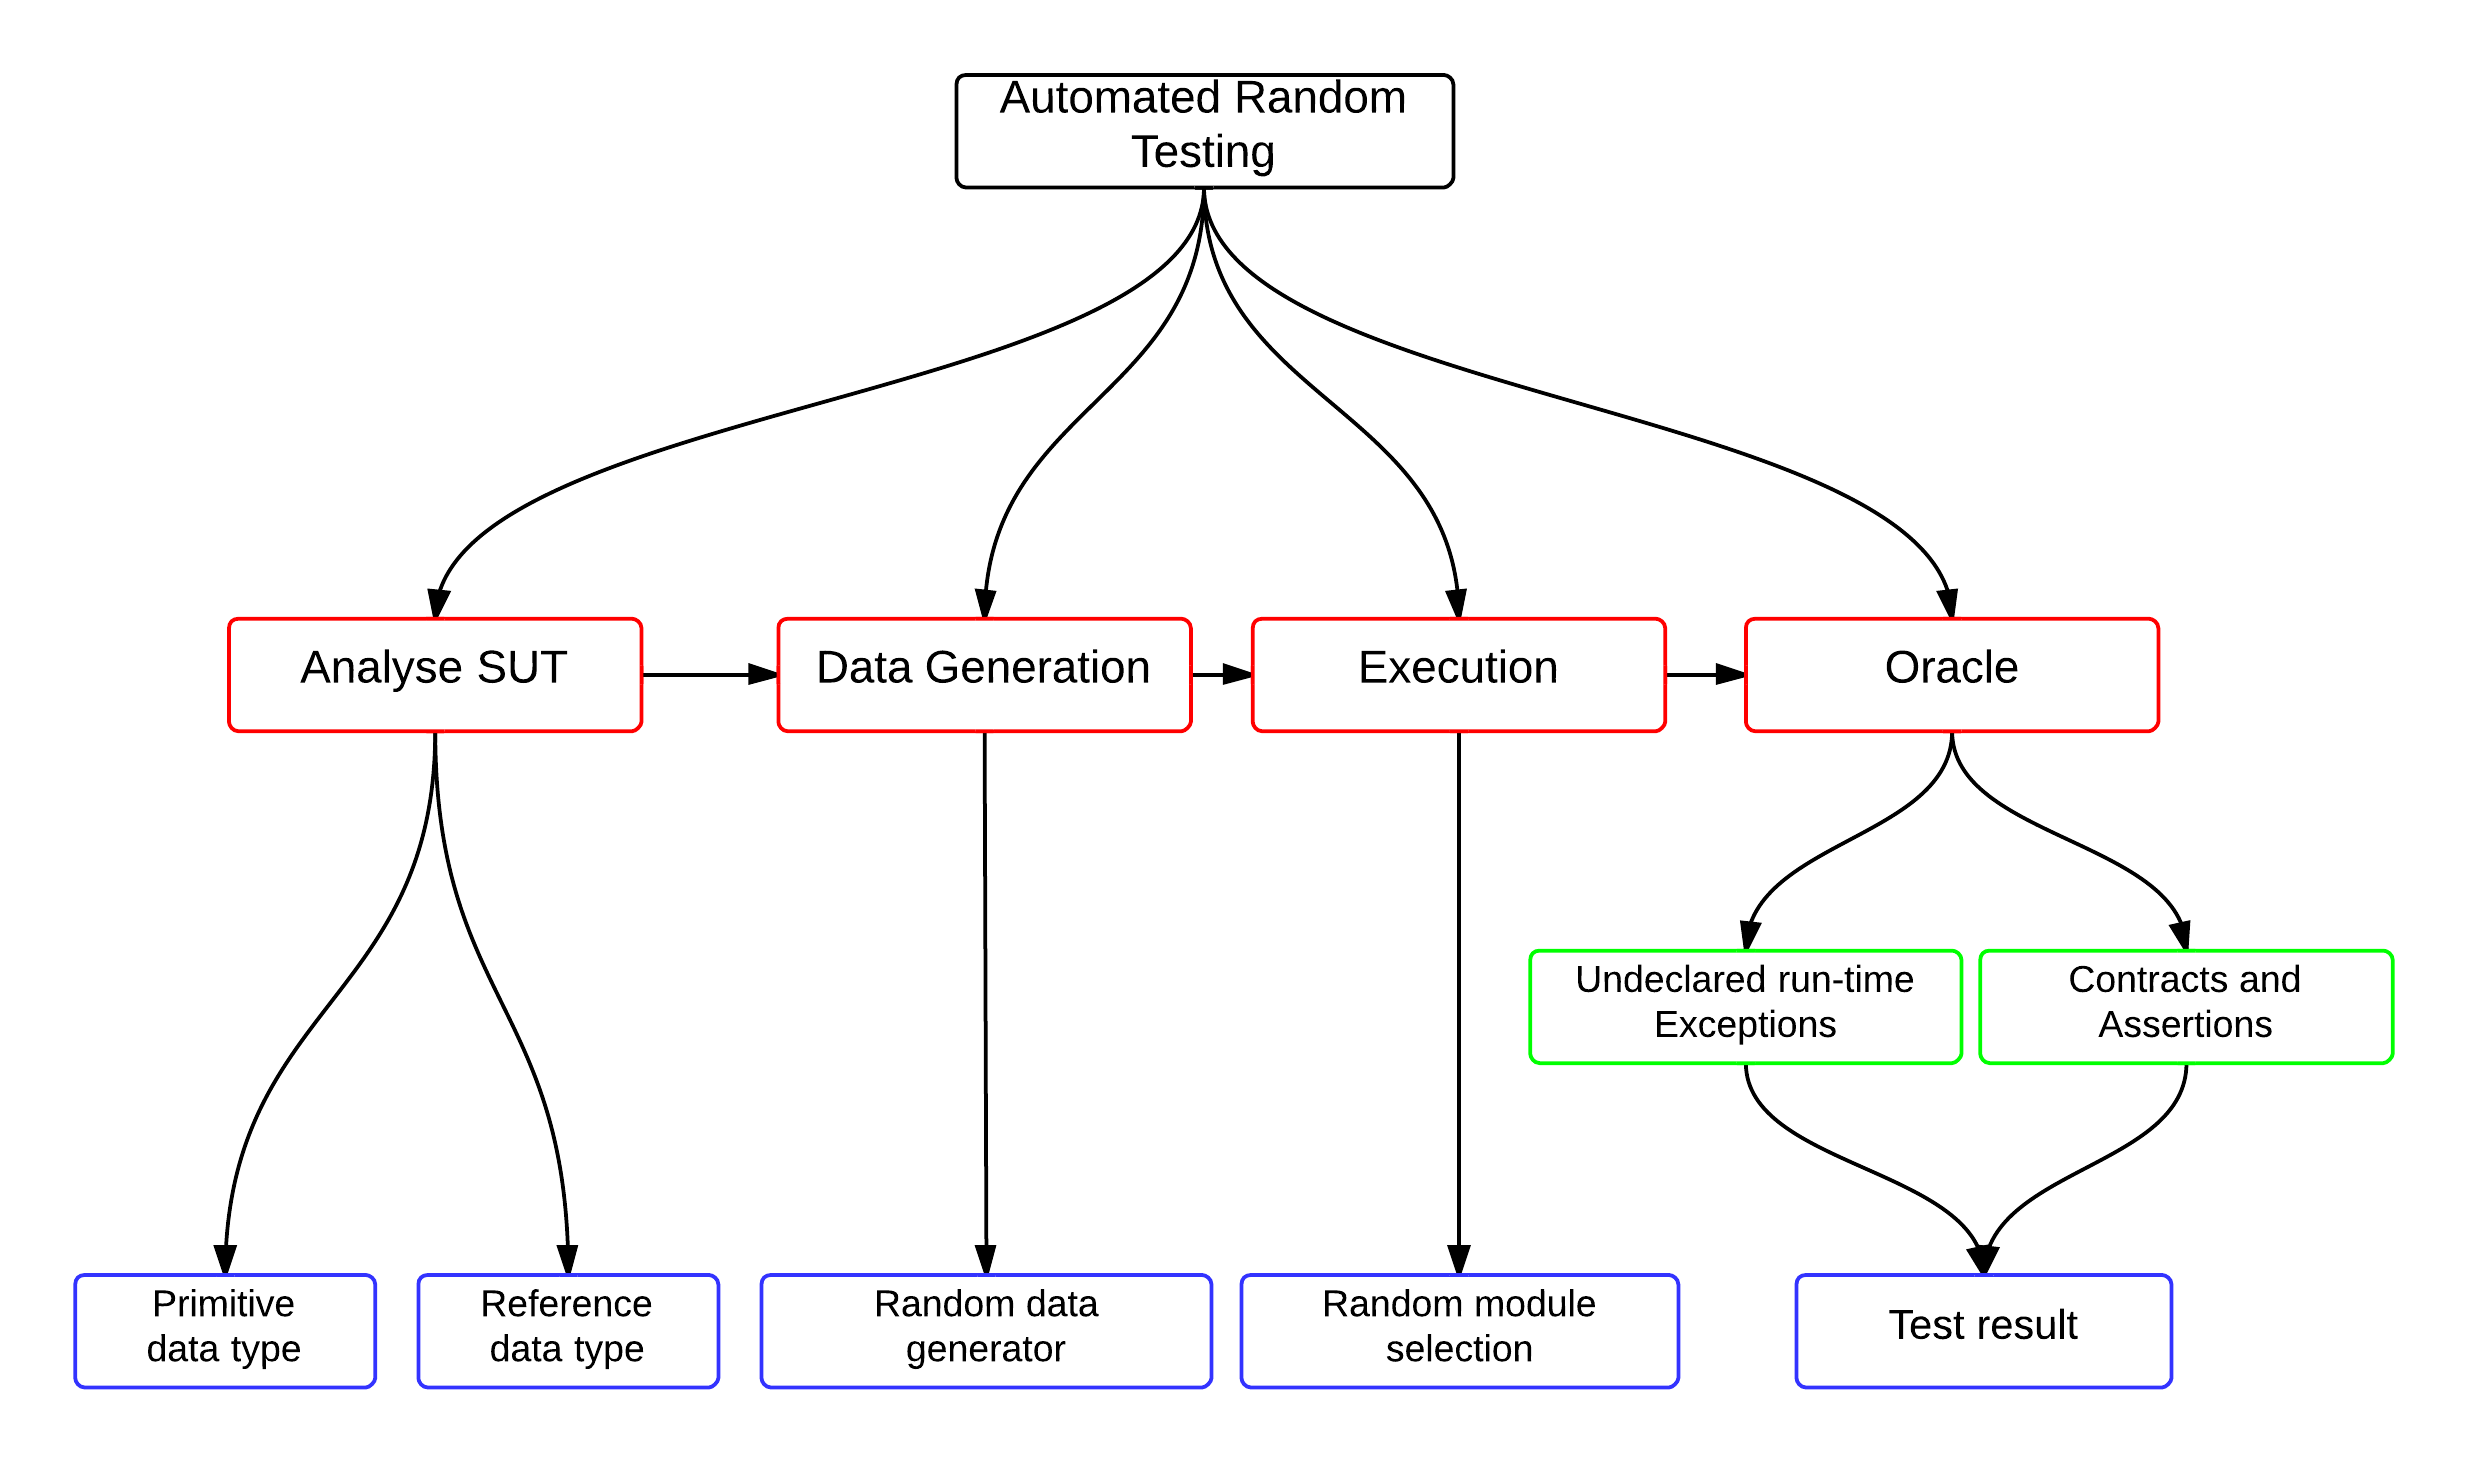 Automated Random
Testing
Analyse SUT
Data Generation
Execution
Oracle
Undeclared run-time
Exceptions
Contracts and
Assertions
Primitive
data type
Reference
data type
Random data
generator
Random module
selection
Test result